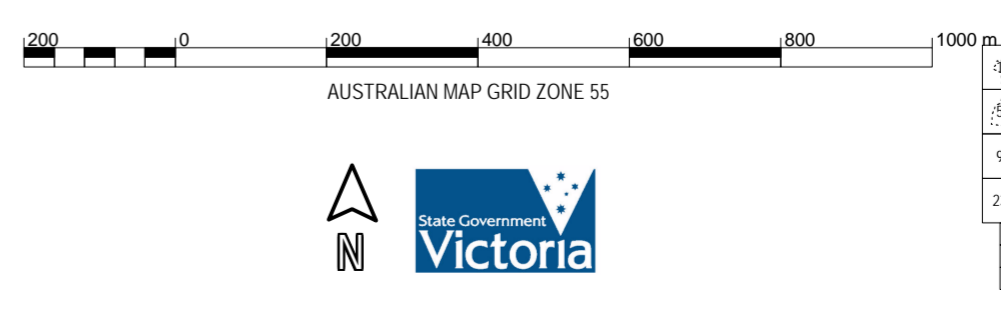 200 0 200 400 600 800 1000 m
AUSTRALIAN MAP GRID ZONE 55
N
State Government
Victoria